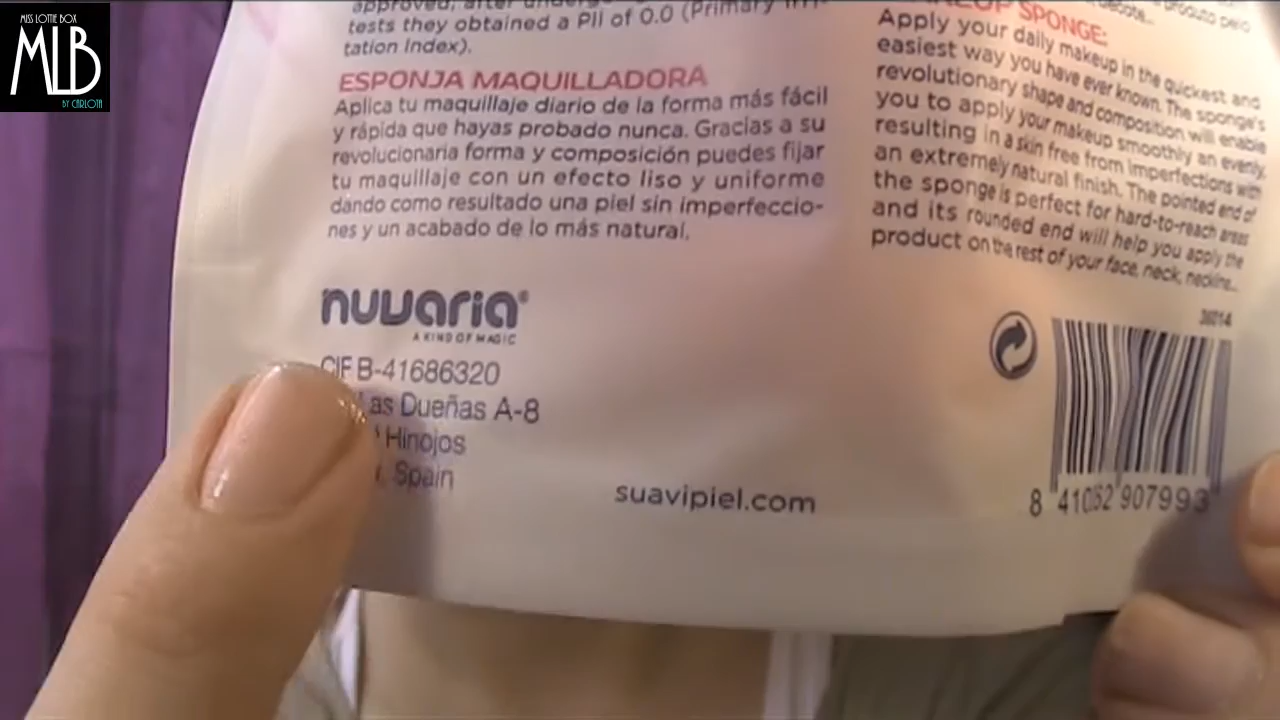 MISS LOTTIE BOX
MLB
BY CARLOTA
approved, after
tests they obtained a PII of 0.0 (Primary Irri-
tation Index).
ESPONJA MAQUILLADORA
Aplica tu maquillaje diario de la forma más fácil
y rápida que hayas probado nunca. Gracias a su
revolucionaria forma y composición puedes fijar
tu maquillaje con un efecto liso y uniforme
dando como resultado una piel sin imperfeccio-
nes y un acabado de lo más natural.
nuvaria®
A KIND OF MAGIC
CIF B-41686320
Las Dueñas A-8
Hinojos
Spain
suavipiel.com
produto pelo
SPONGE:
Apply your daily makeup in the quickest and
easiest way you have ever known. The sponge's
revolutionary shape and composition will enable
you to apply your makeup smoothly an evenly,
resulting in a skin free from imperfections with
an extremely natural finish. The pointed end of
the sponge is perfect for hard-to-reach areas
and its rounded end will help you apply the
product on the rest of your face, neck, neckline...
36014
8 410262 907993